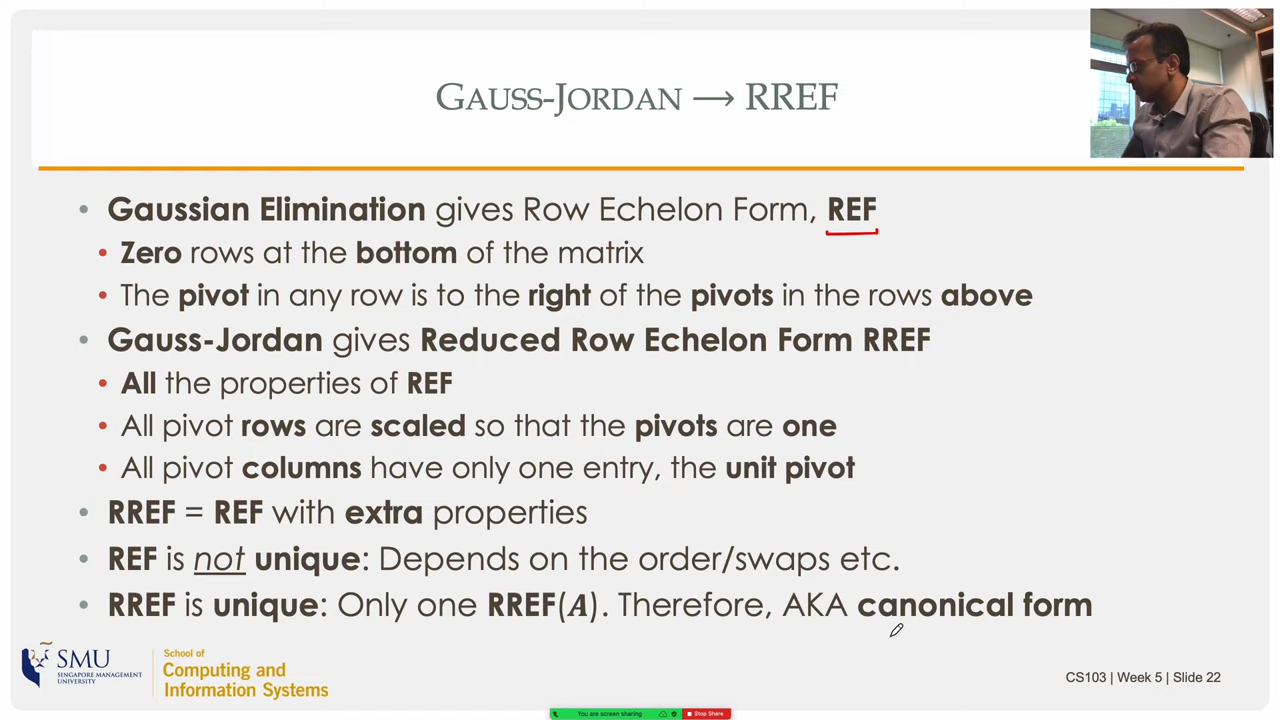 GAUSS-JORDAN → RREF
• Gaussian Elimination gives Row Echelon Form, REF
• Zero rows at the bottom of the matrix
• The pivot in any row is to the right of the pivots in the rows above
• Gauss-Jordan gives Reduced Row Echelon Form RREF
• All the properties of REF
• All pivot rows are scaled so that the pivots are one
• All pivot columns have only one entry, the unit pivot
• RREF = REF with extra properties
• REF is not unique: Depends on the order/swaps etc.
• RREF is unique: Only one RREF(A). Therefore, AKA canonical form
SMU
SINGAPORE MANAGEMENT
UNIVERSITY
School of
Computing and
Information Systems
CS103 | Week 5 | Slide 22
You are screen sharing
Stop Share